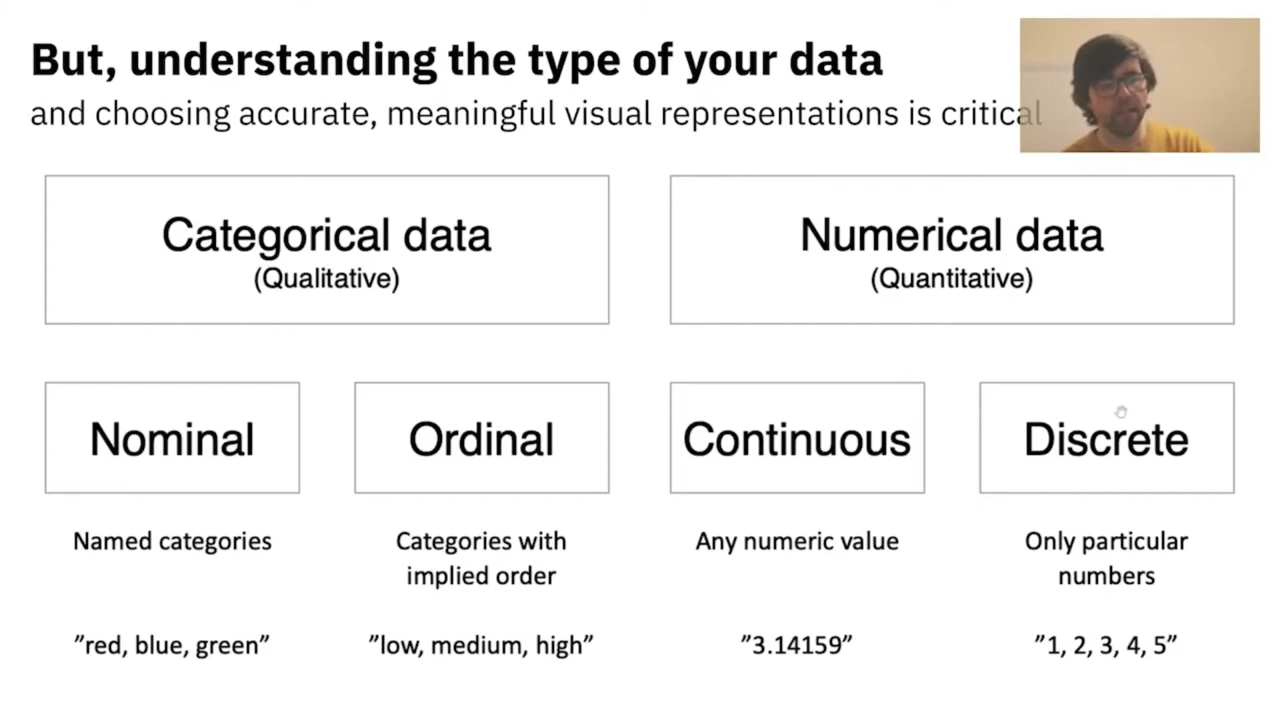 But, understanding the type of your data
and choosing accurate, meaningful visual representations is critical
Categorical data
(Qualitative)
Numerical data
(Quantitative)
Nominal
Ordinal
Continuous
Discrete
Named categories
Categories with
implied order
Any numeric value
Only particular
numbers
”red, blue, green”
”low, medium, high”
”3.14159”
”1, 2, 3, 4, 5”